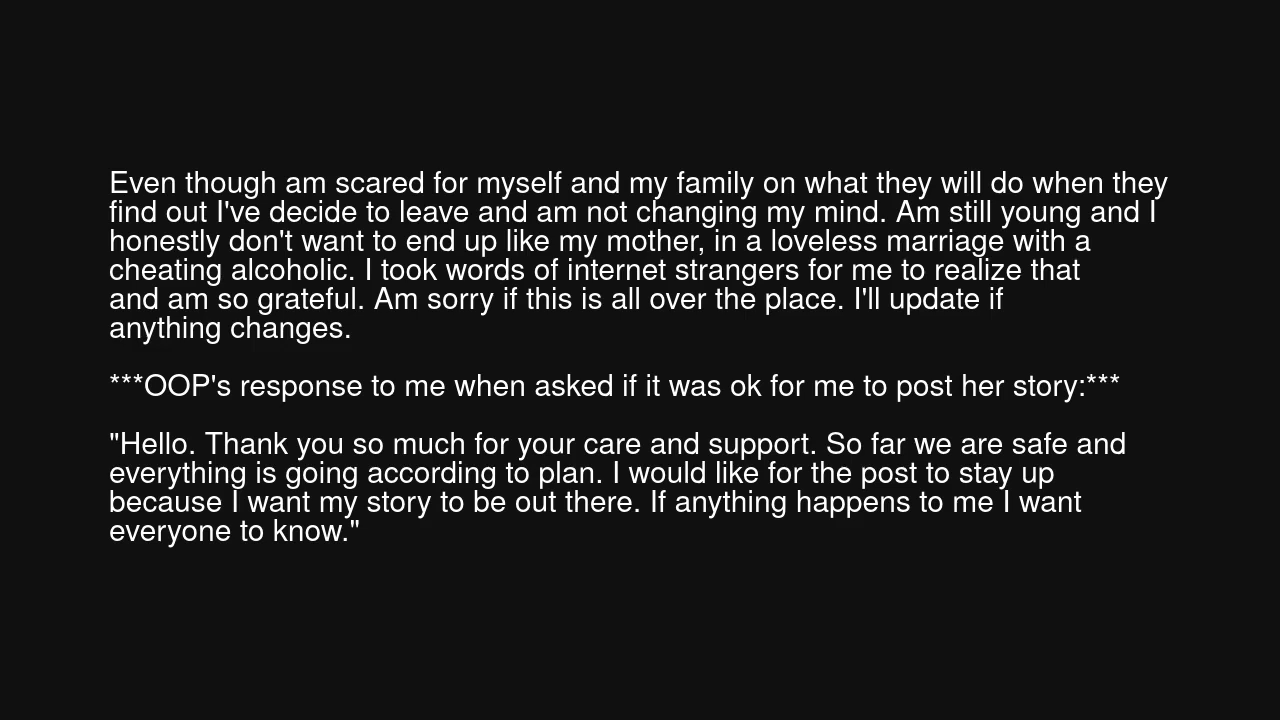 Even though am scared for myself and my family on what they will do when they
find out I've decide to leave and am not changing my mind. Am still young and I
honestly don't want to end up like my mother, in a loveless marriage with a
cheating alcoholic. I took words of internet strangers for me to realize that
and am so grateful. Am sorry if this is all over the place. I'll update if
anything changes.
***OOP's response to me when asked if it was ok for me to post her story:***
"Hello. Thank you so much for your care and support. So far we are safe and
everything is going according to plan. I would like for the post to stay up
because I want my story to be out there. If anything happens to me I want
everyone to know."